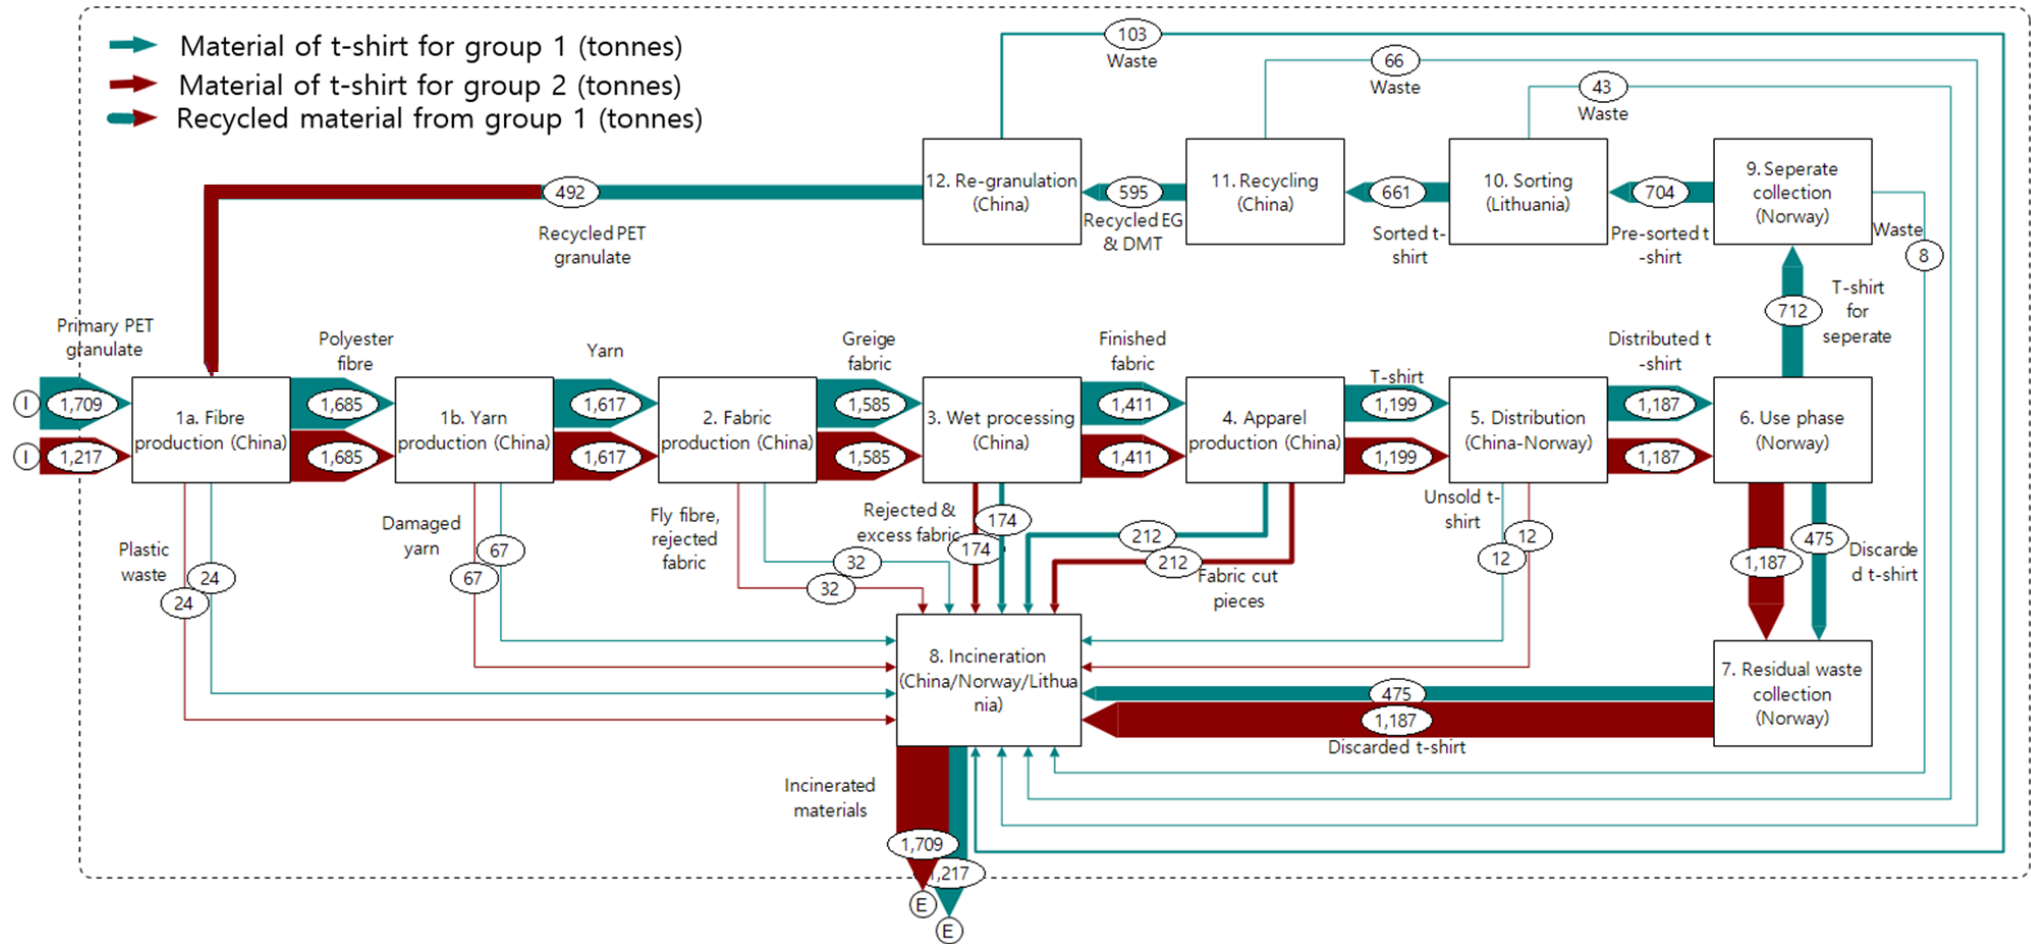 Material of t-shirt for group 1 (tonnes)
Material of t-shirt for group 2 (tonnes)
Recycled material from group 1 (tonnes)
103
Waste
66
Waste
43
Waste
12. Re-granulation
(China)
11. Recycling
(China)
10. Sorting
(Lithuania)
9. Seperate
collection
(Norway)
492
Recycled PET
granulate
595
Recycled EG
& DMT
661
Sorted t-
shirt
704
Pre-sorted t
-shirt
Waste
8
712
T-shirt
for
seperate
Primary PET
granulate
Polyester
fibre
Yarn
Greige
fabric
Finished
fabric
T-shirt
Distributed t
-shirt
I
1,709
I
1,217
1a. Fibre
production (China)
1,685
1,685
1b. Yarn
production (China)
1,617
1,617
2. Fabric
production (China)
1,585
1,585
3. Wet processing
(China)
1,411
1,411
4. Apparel
production (China)
1,199
1,199
5. Distribution
(China-Norway)
1,187
1,187
6. Use phase
(Norway)
Plastic
waste
24
24
Damaged
yarn
67
67
Fly fibre,
rejected
fabric
32
32
Rejected &
excess fabric
174
174
212
212
Fabric cut
pieces
Unsold t-
shirt
12
12
1,187
475
Discarde
d t-shirt
8. Incineration
(China/Norway/Lithua
nia)
7. Residual waste
collection
(Norway)
475
1,187
Discarded t-shirt
Incinerated
materials
1,709
1,217
E
E